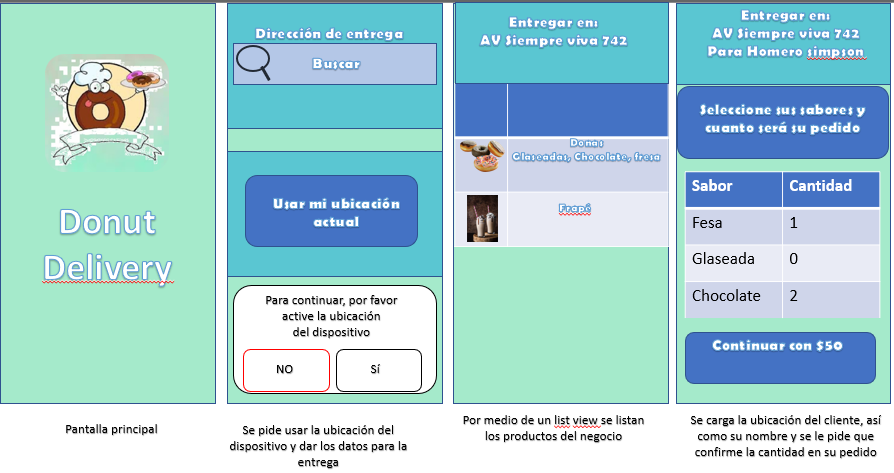 Donut
Delivery
Pantalla principal
Dirección de entrega
Buscar
Usar mi ubicación
actual
Para continuar, por favor
active la ubicación
del dispositivo
NO
Sí
Se pide usar la ubicación del
dispositivo y dar los datos para la
entrega
Entregar en:
AV Siempre viva 742
Donas
Glaseadas, Chocolate, fresa
Frapé
Por medio de un list view se listan
los productos del negocio
Entregar en:
AV Siempre viva 742
Para Homero simpson
Seleccione sus sabores y
cuanto será su pedido
Sabor Cantidad
Fesa 1
Glaseada 0
Chocolate 2
Continuar con $50
Se carga la ubicación del cliente, así
como su nombre y se le pide que
confirme la cantidad en su pedido